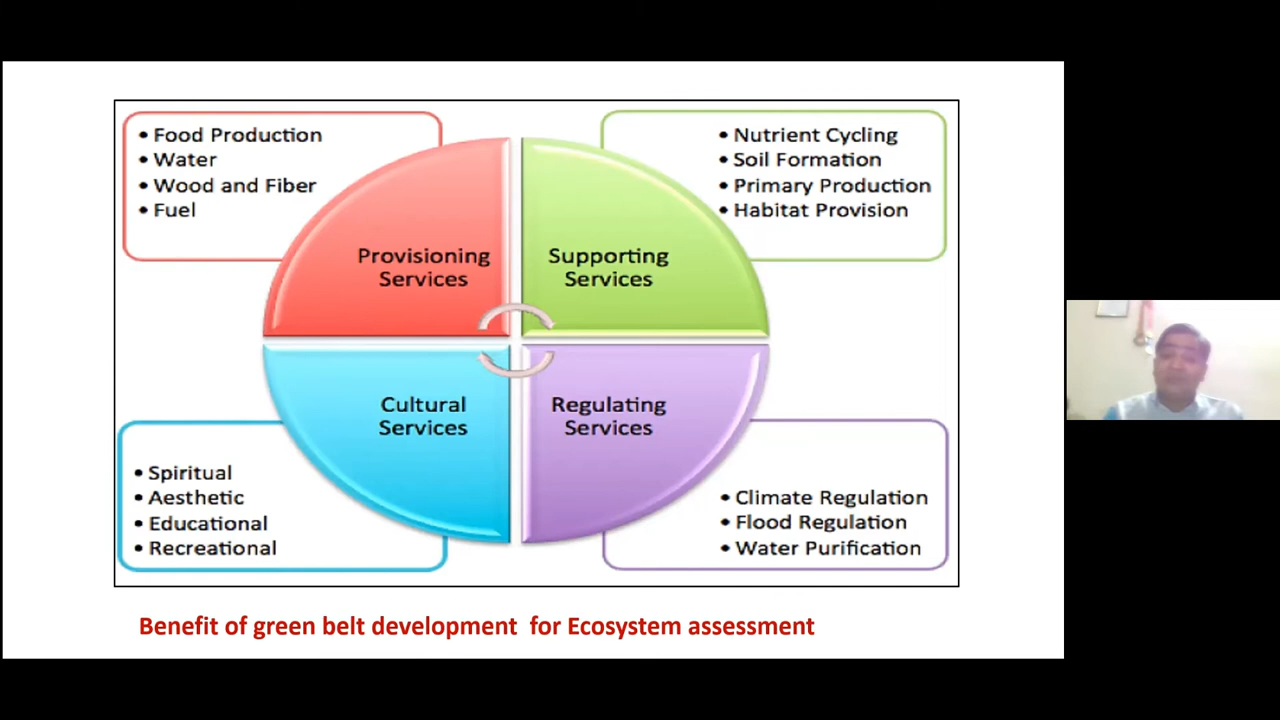 • Food Production
• Water
• Wood and Fiber
• Fuel
• Nutrient Cycling
• Soil Formation
• Primary Production
• Habitat Provision
Provisioning
Services
Supporting
Services
Cultural
Services
Regulating
Services
• Spiritual
• Aesthetic
• Educational
• Recreational
• Climate Regulation
• Flood Regulation
• Water Purification
Benefit of green belt development for Ecosystem assessment